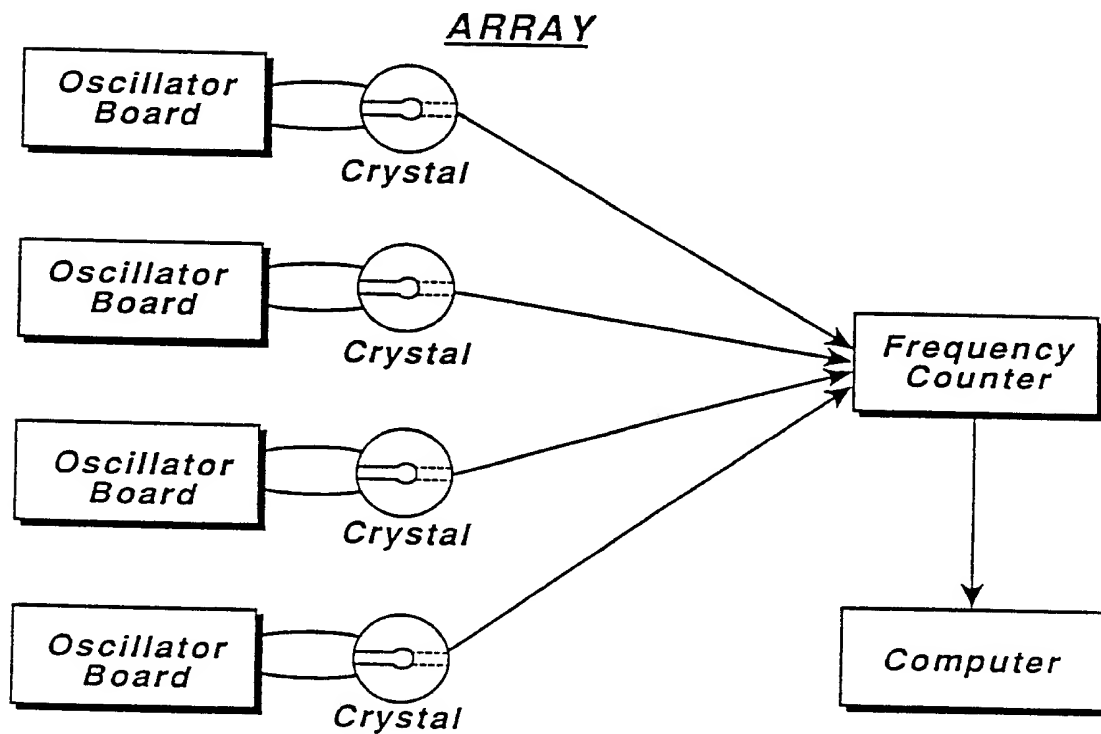 ARRAY
Oscillator
Board
Crystal
Oscillator
Board
Crystal
Frequency
Counter
Oscillator
Board
Crystal
Oscillator
Board
Crystal
Computer